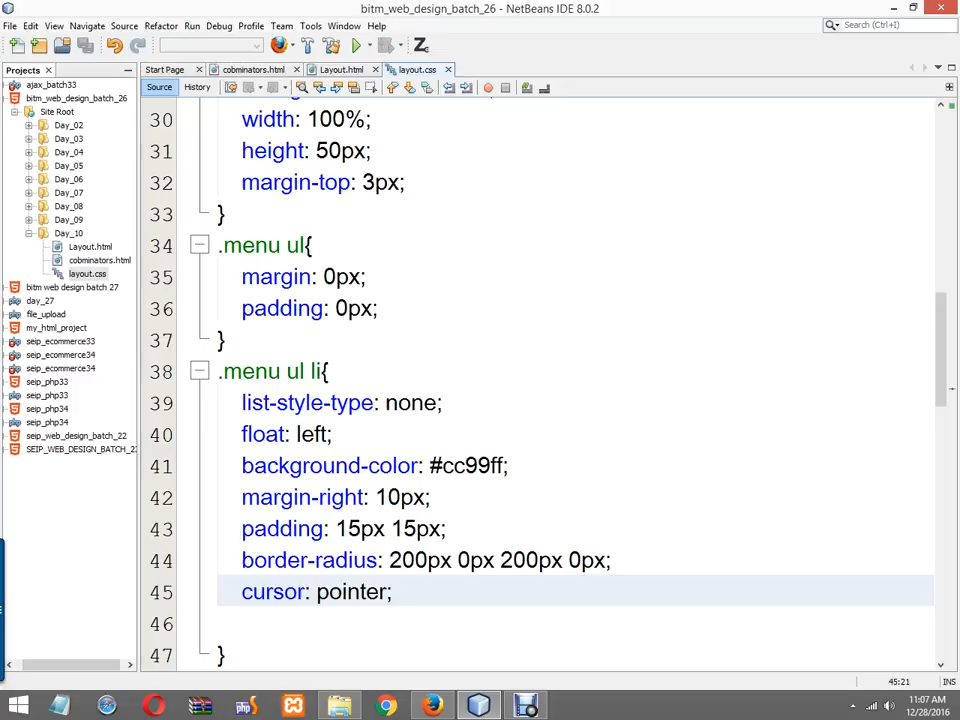 bitm_web_design_batch_26 - NetBeans IDE 8.0.2
File Edit View Navigate Source Refactor Run Debug Profile Team Tools Window Help
Search (Ctrl+I)
Projects
Start Page
cobminators.html
Layout.html
layout.css
Source History
ajax_batch33
bitm_web_design_batch_26
Site Root
Day_02
Day_03
Day_04
Day_05
Day_06
Day_07
Day_08
Day_09
Day_10
Layout.html
cobminators.html
layout.css
bitm web design batch 27
day_27
file_upload
my_html_project
seip_ecommerce33
seip_ecommerce34
seip_ecommerce34
seip_php33
seip_php33
seip_php34
seip_php34
seip_web_design_batch_22
SEIP_WEB_DESIGN_BATCH_23
30 width: 100%;
31 height: 50px;
32 margin-top: 3px;
33 }
34 .menu ul{
35 margin: 0px;
36 padding: 0px;
37 }
38 .menu ul li{
39 list-style-type: none;
40 float: left;
41 background-color: #cc99ff;
42 margin-right: 10px;
43 padding: 15px 15px;
44 border-radius: 200px 0px 200px 0px;
45 cursor: pointer;
46
47 }
45:21 INS
11:07 AM
12/28/2016